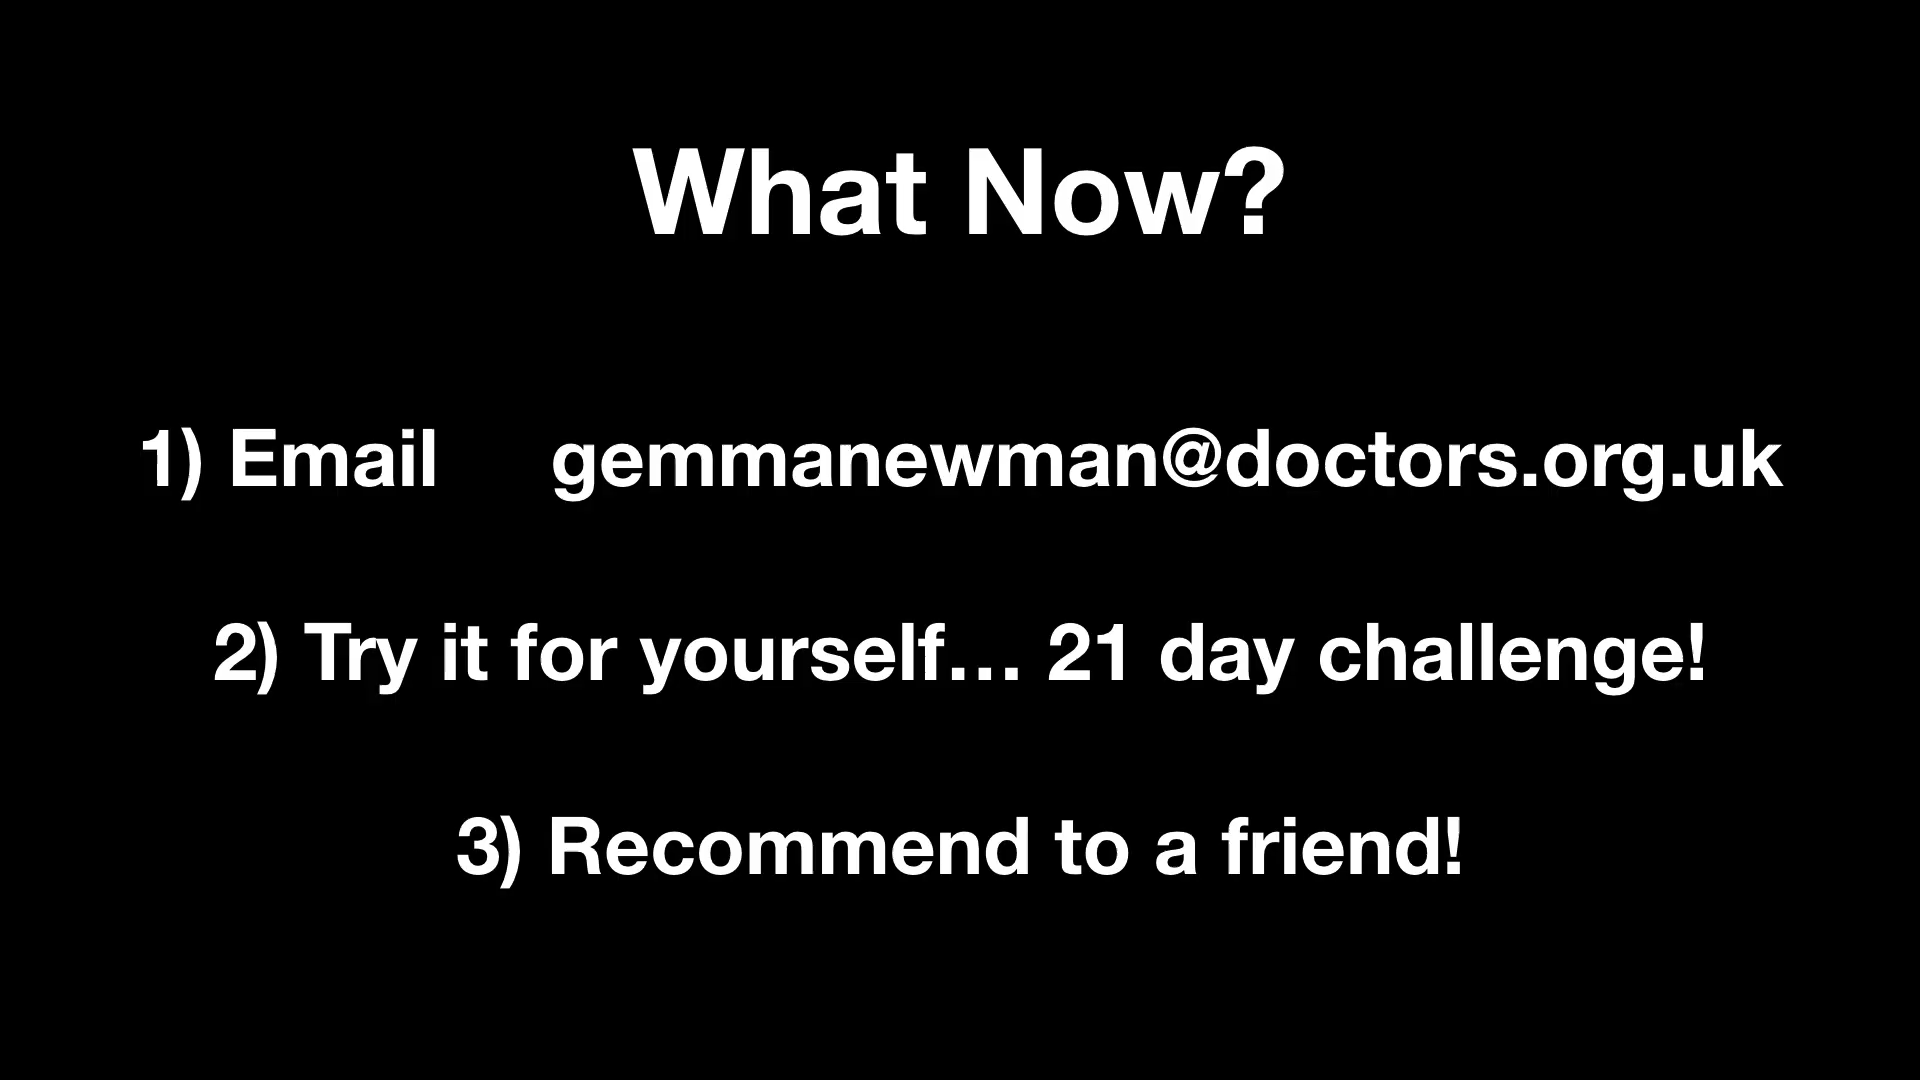 What Now?
1) Email gemmanewman@doctors.org.uk
2) Try it for yourself… 21 day challenge!
3) Recommend to a friend!